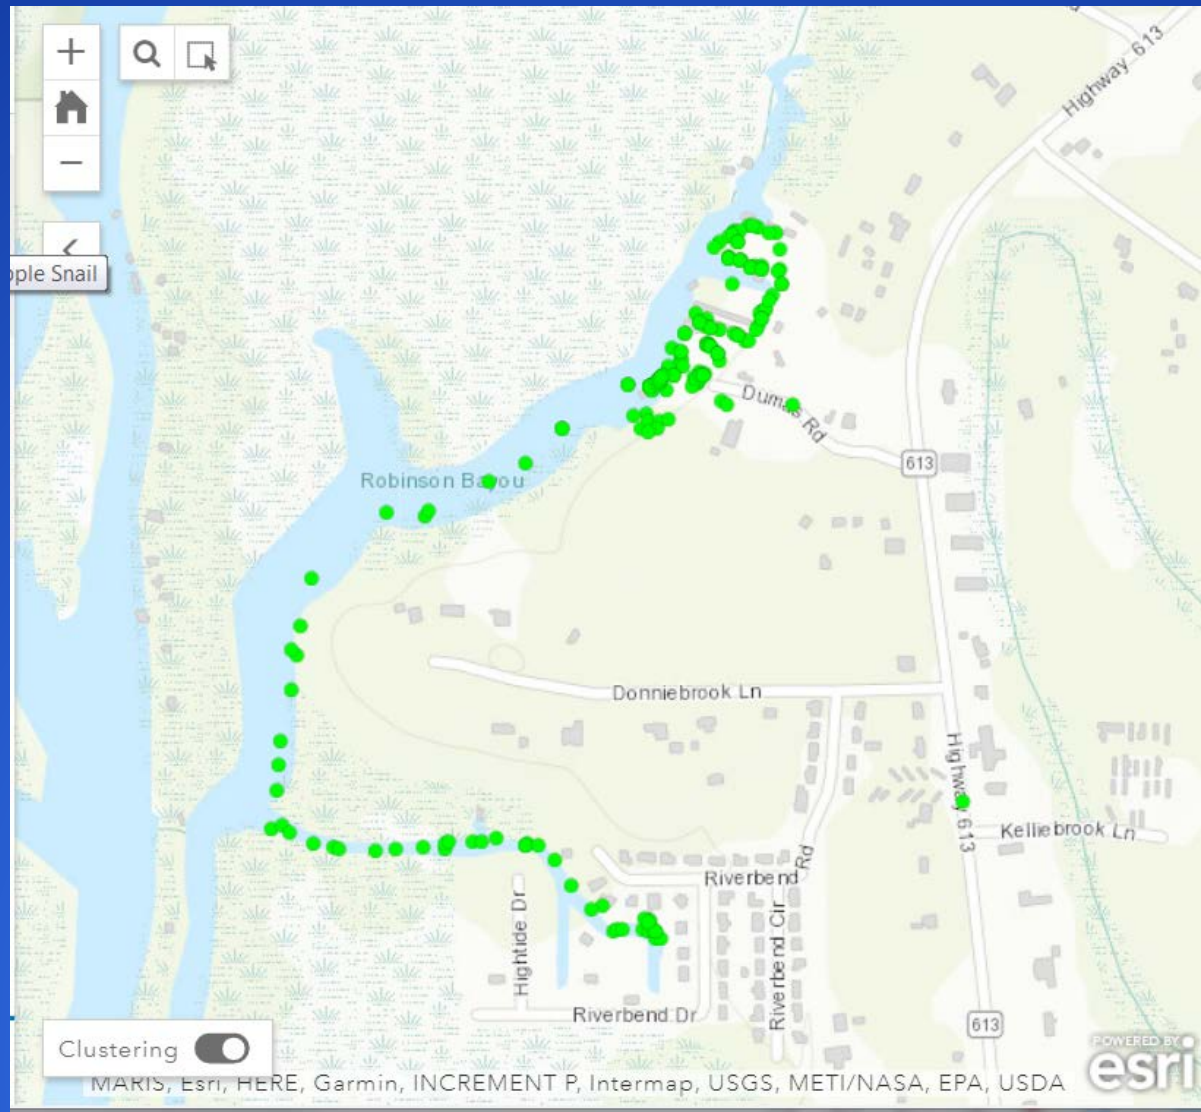 Highway 613
ople Snail
Dumas Rd
613
Robinson Bayou
Donniebrook Ln
Highway 613
Kelliebrook Ln
Riverbend Rd
Hightide Dr
Riverbend Cir
Riverbend Dr
613
Clustering
POWERED BY
esri
MARIS, Esri, HERE, Garmin, INCREMENT P, Intermap, USGS, METI/NASA, EPA, USDA